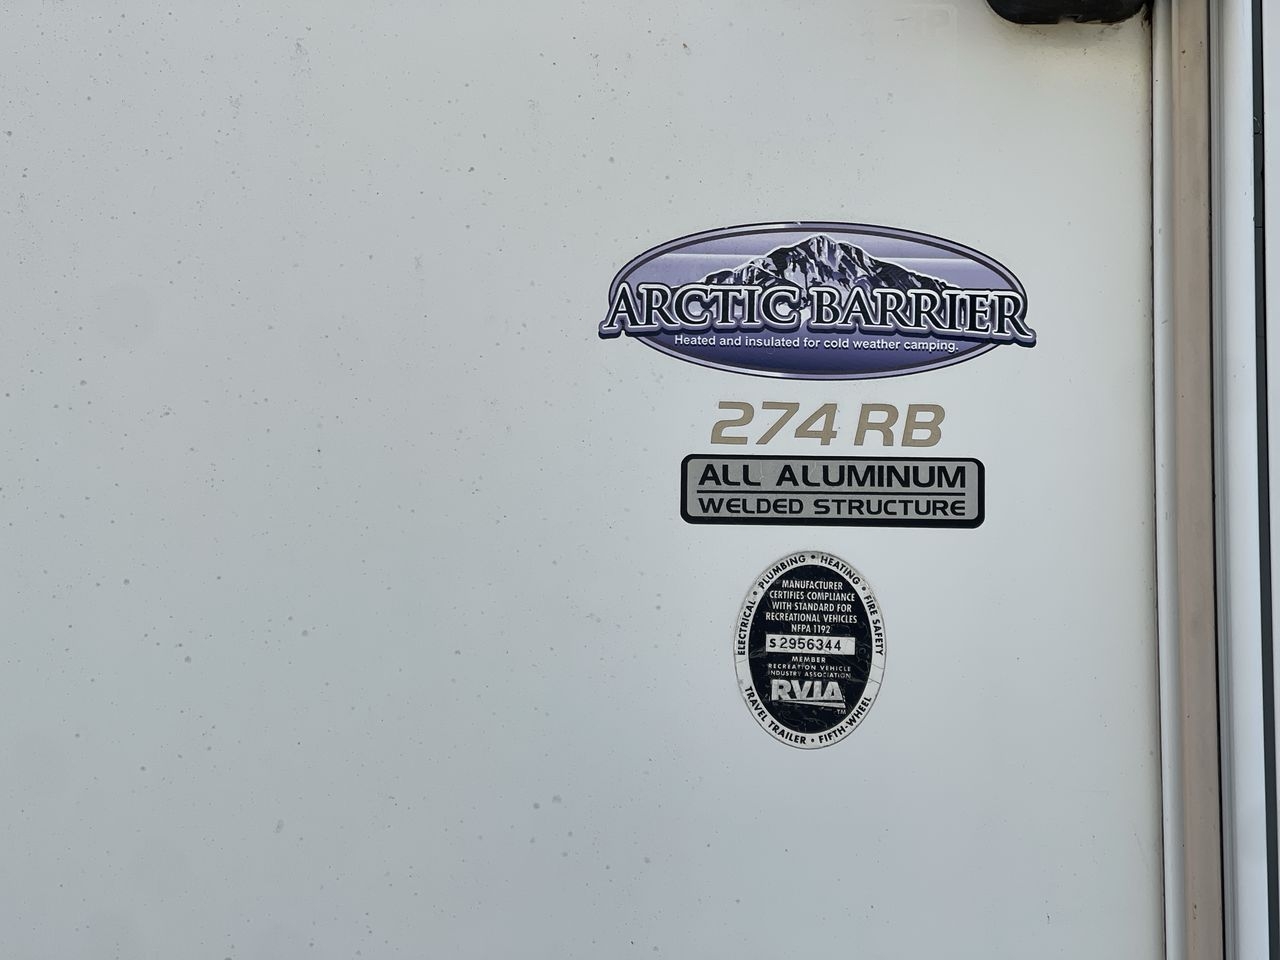 ARCTIC BARRIER
Heated and insulated for cold weather camping.
274 RB
ALL ALUMINUM
WELDED STRUCTURE
ELECTRICAL • PLUMBING • HEATING • FIRE SAFETY
MANUFACTURER
CERTIFIES COMPLIANCE
WITH STANDARD FOR
RECREATIONAL VEHICLES
NFPA 1192
S 2956344
MEMBER
RECREATION VEHICLE
INDUSTRY ASSOCIATION
RVIA
TM
TRAVEL TRAILER • FIFTH-WHEEL